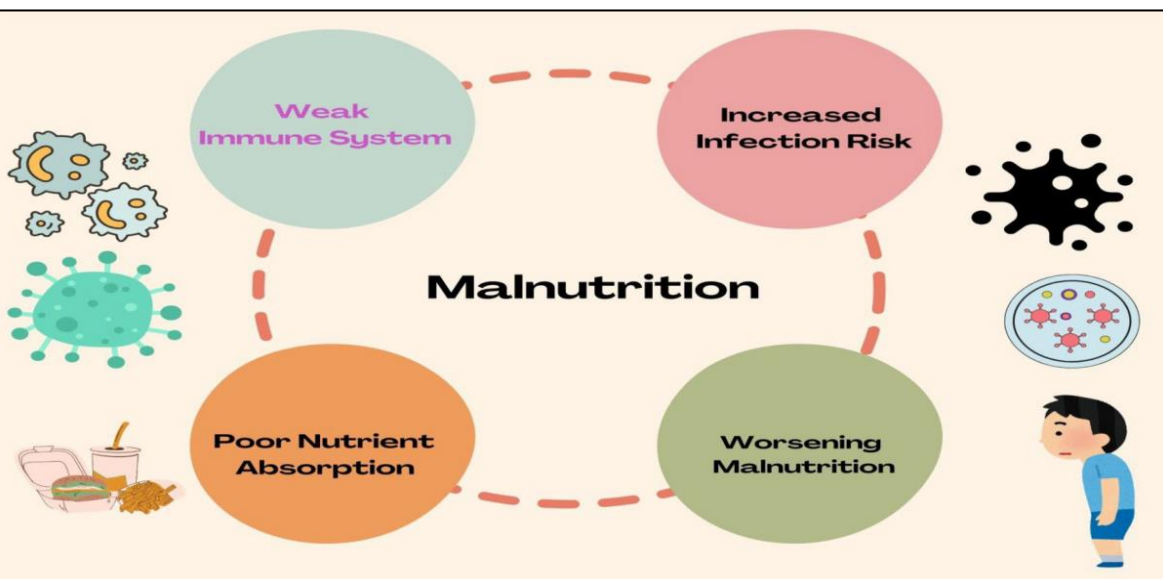 Weak
Immune System
Increased
Infection Risk
Malnutrition
Poor Nutrient
Absorption
Worsening
Malnutrition